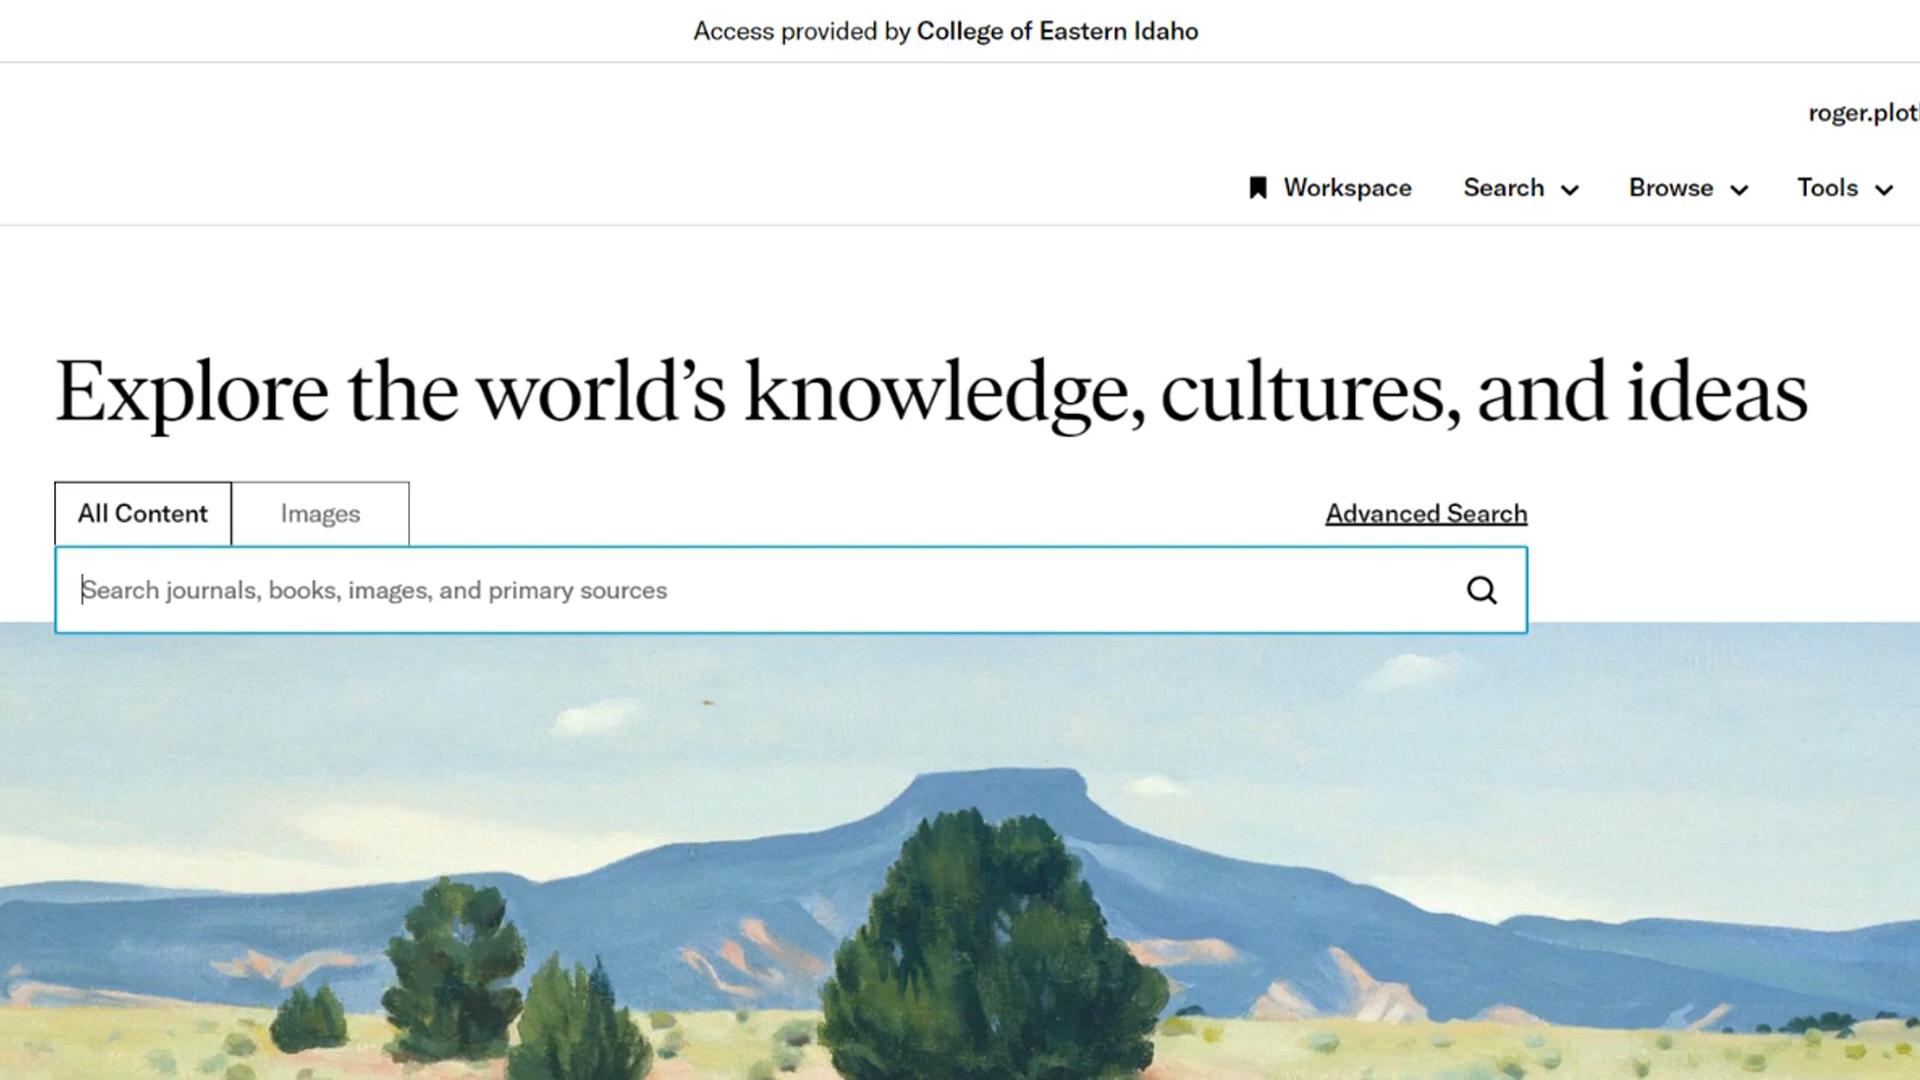 Access provided by College of Eastern Idaho
roger.plot
Workspace Search Browse Tools
Explore the world’s knowledge, cultures, and ideas
All Content Images Advanced Search
Search journals, books, images, and primary sources